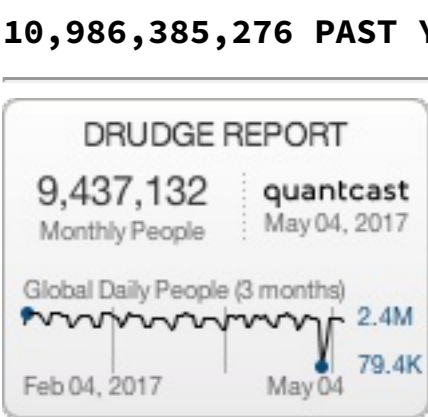 10,986,385,276 PAST
DRUDGE REPORT
9,437,132
Monthly People
quantcast
May 04, 2017
Global Daily People (3 months)
2.4M
79.4K
Feb 04, 2017
May 04